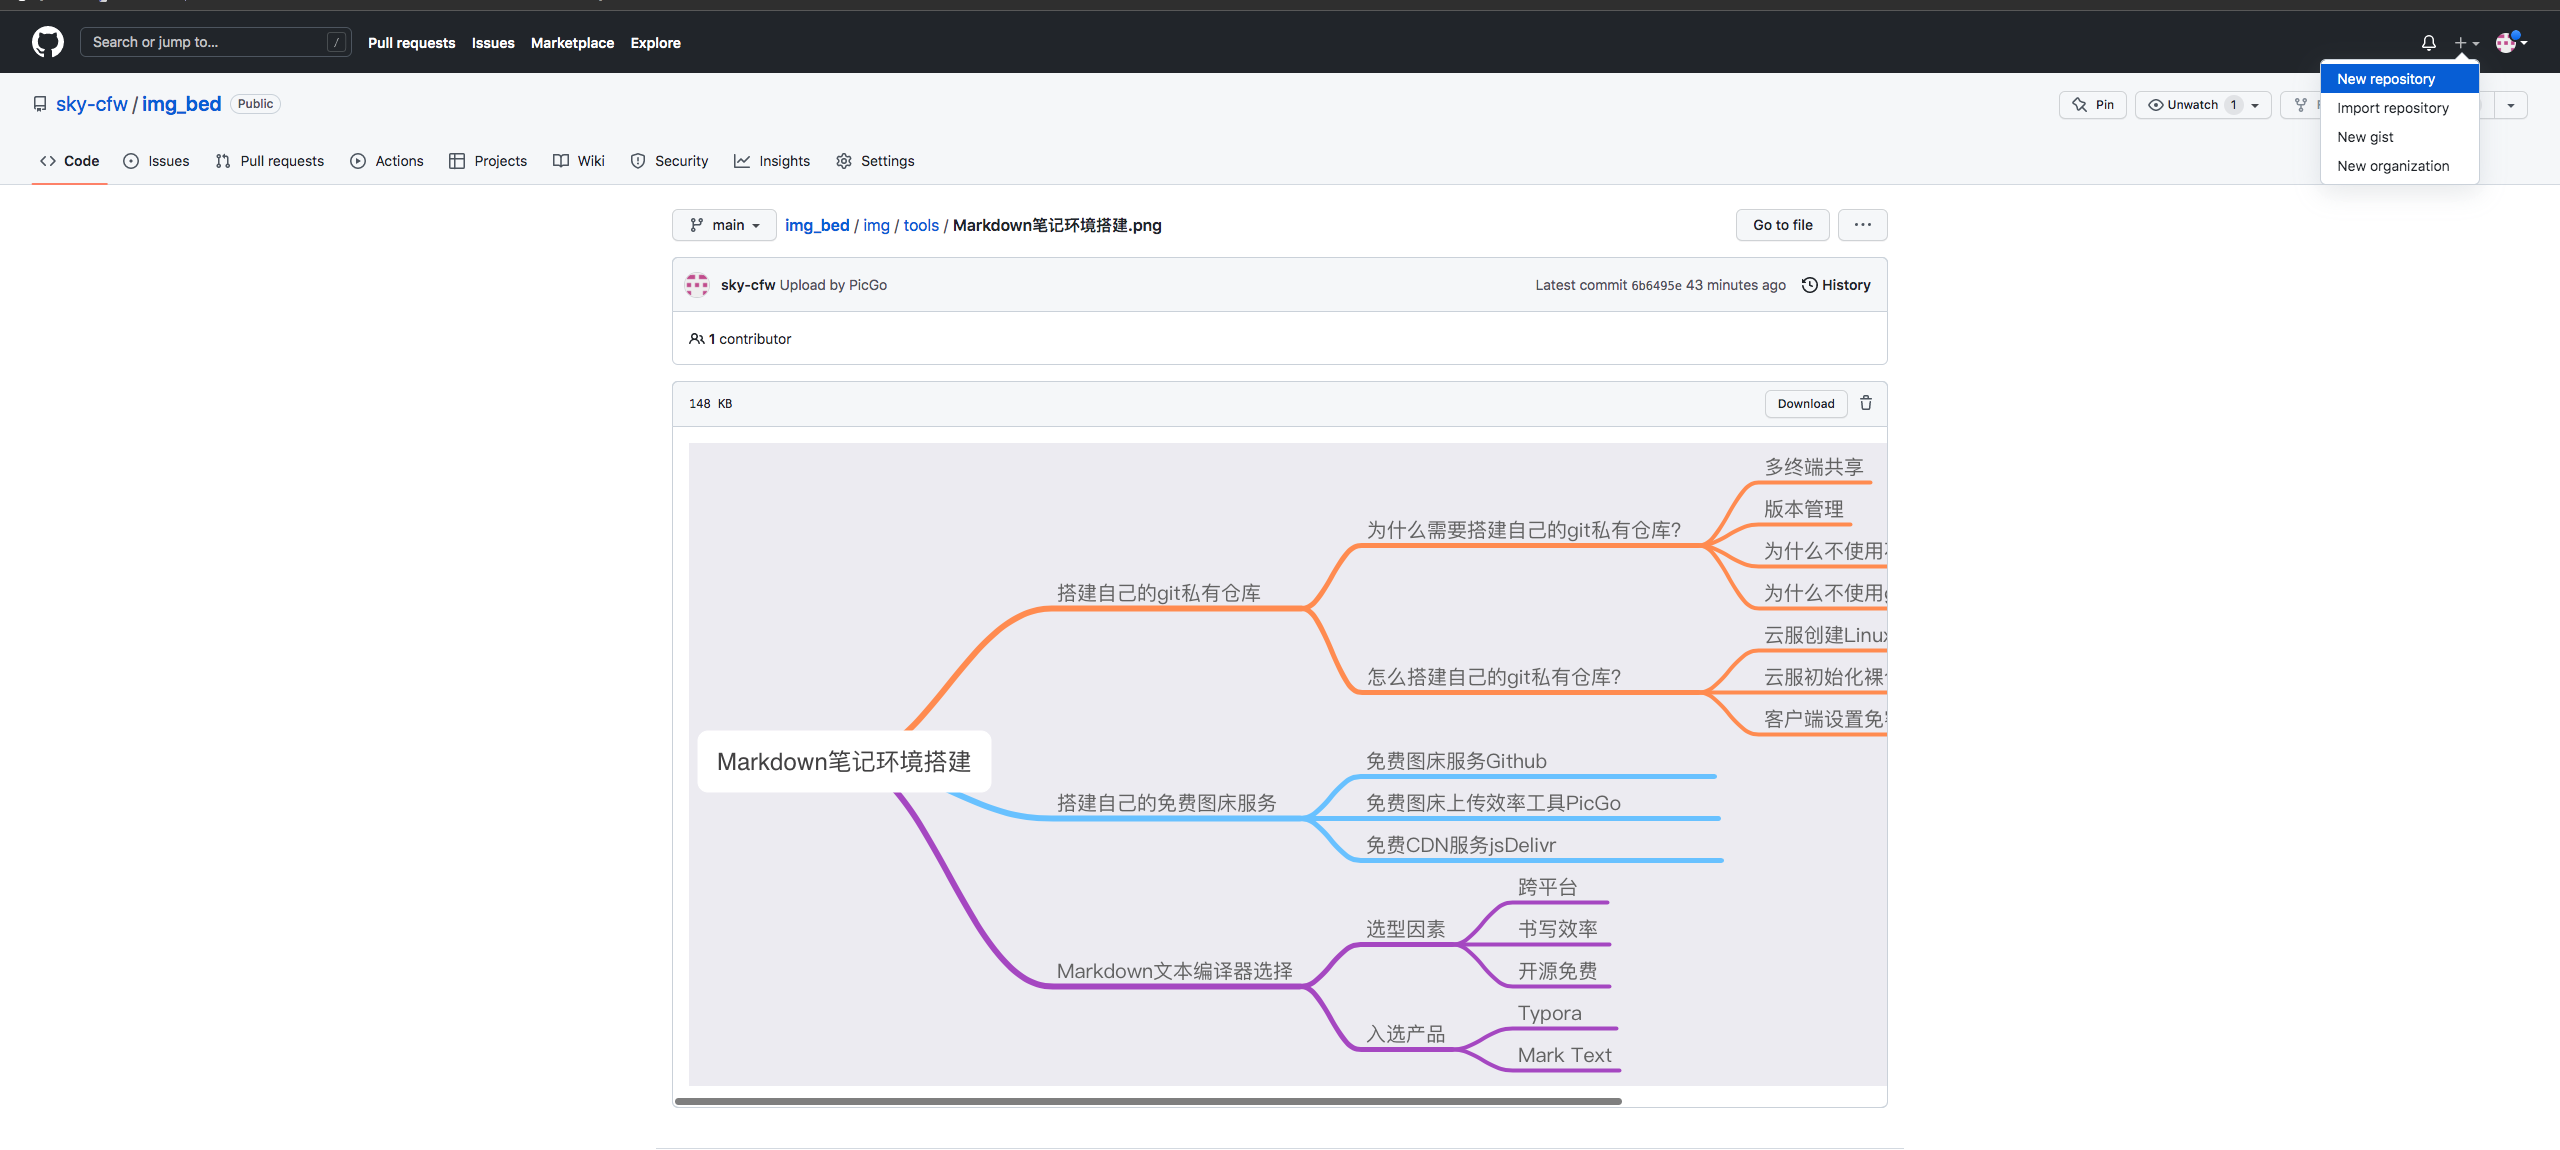 Search or jump to... /
Pull requests Issues Marketplace Explore
New repository
Import repository
New gist
New organization
sky-cfw / img_bed Public
Pin Unwatch 1
Code Issues Pull requests Actions Projects Wiki Security Insights Settings
main img_bed / img / tools / Markdown笔记环境搭建.png Go to file ...
sky-cfw Upload by PicGo Latest commit 6b6495e 43 minutes ago History
1 contributor
148 KB Download
多终端共享
版本管理
为什么需要搭建自己的git私有仓库?
为什么不使用
搭建自己的git私有仓库
为什么不使用g
云服创建Linux
怎么搭建自己的git私有仓库?
云服初始化裸
客户端设置免
Markdown笔记环境搭建
免费图床服务Github
搭建自己的免费图床服务
免费图床上传效率工具PicGo
免费CDN服务jsDelivr
跨平台
选型因素
书写效率
Markdown文本编译器选择
开源免费
Typora
入选产品
Mark Text